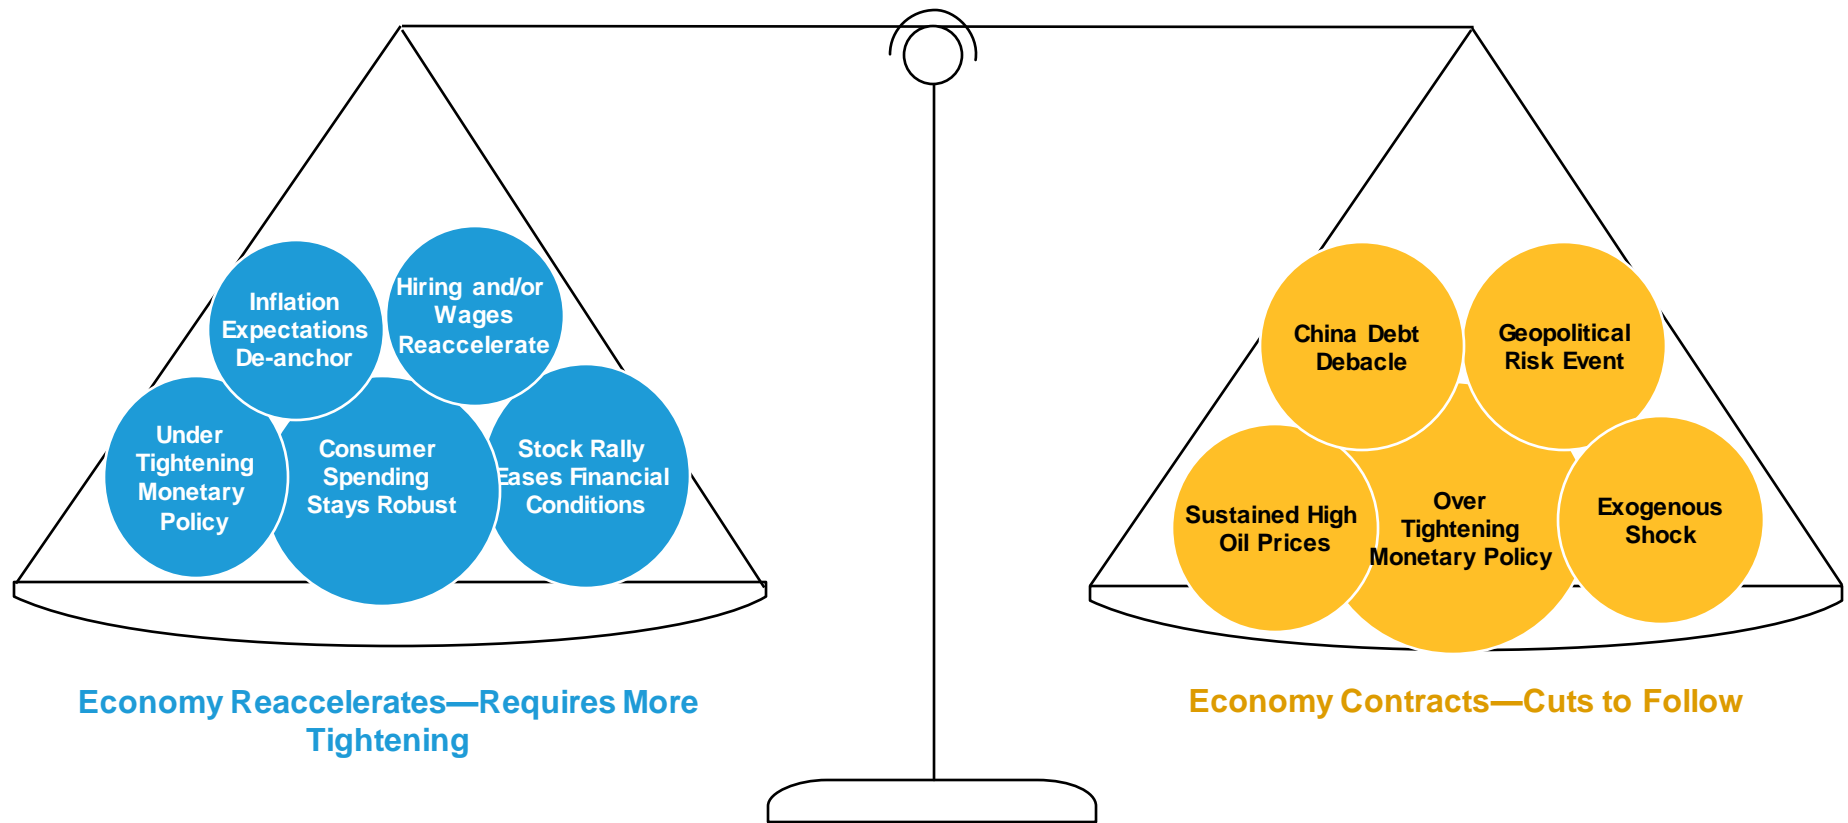 Inflation
Expectations
De-anchor
Hiring and/or
Wages
Reaccelerate
Under
Tightening
Monetary
Policy
Consumer
Spending
Stays Robust
Stock Rally
Eases Financial
Conditions
Economy Reaccelerates—Requires More
Tightening
China Debt
Debacle
Geopolitical
Risk Event
Sustained High
Oil Prices
Over
Tightening
Monetary Policy
Exogenous
Shock
Economy Contracts—Cuts to Follow